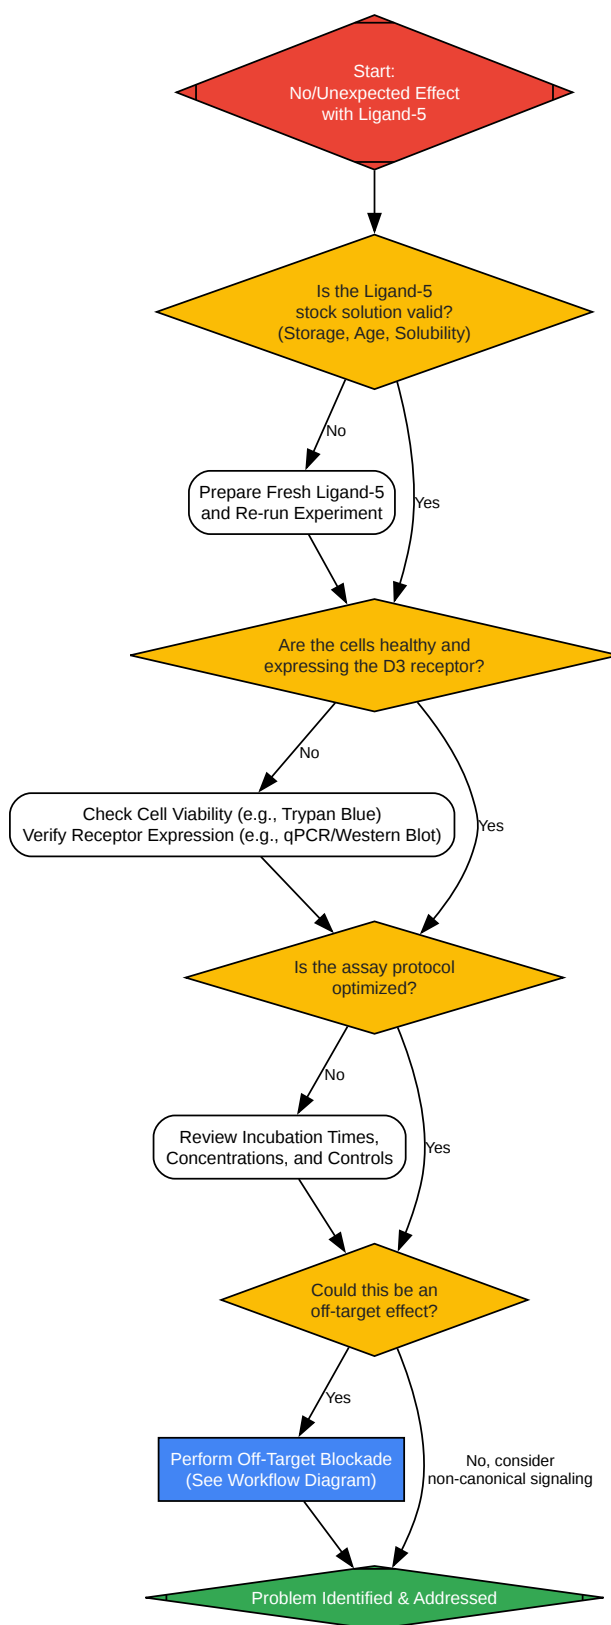 Start:
No/Unexpected Effect
with Ligand-5
Is the Ligand-5
stock solution valid?
(Storage, Age, Solubility)
No
Prepare Fresh Ligand-5
and Re-run Experiment
Yes
Are the cells healthy and
expressing the D3 receptor?
No
Check Cell Viability (e.g., Trypan Blue)
Verify Receptor Expression (e.g., qPCR/Western Blot)
Yes
Is the assay protocol
optimized?
No
Review Incubation Times,
Concentrations, and Controls
Yes
Could this be an
off-target effect?
Yes
Perform Off-Target Blockade
(See Workflow Diagram)
No, consider
non-canonical signaling
Problem Identified & Addressed